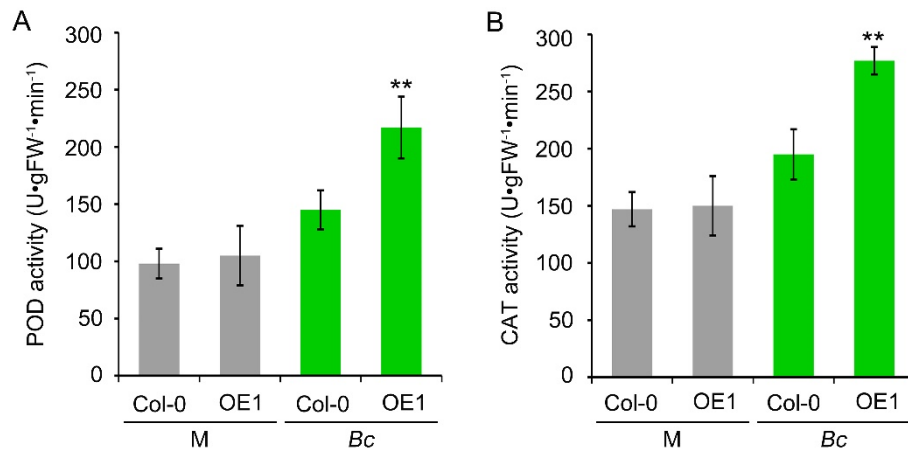 A
POD activity (U•gFW⁻¹•min⁻¹)
300
250
200
150
100
50
0
**
Col-0 OE1 Col-0 OE1
M Bc
B
CAT activity (U•gFW⁻¹•min⁻¹)
300
250
200
150
100
50
0
**
Col-0 OE1 Col-0 OE1
M Bc